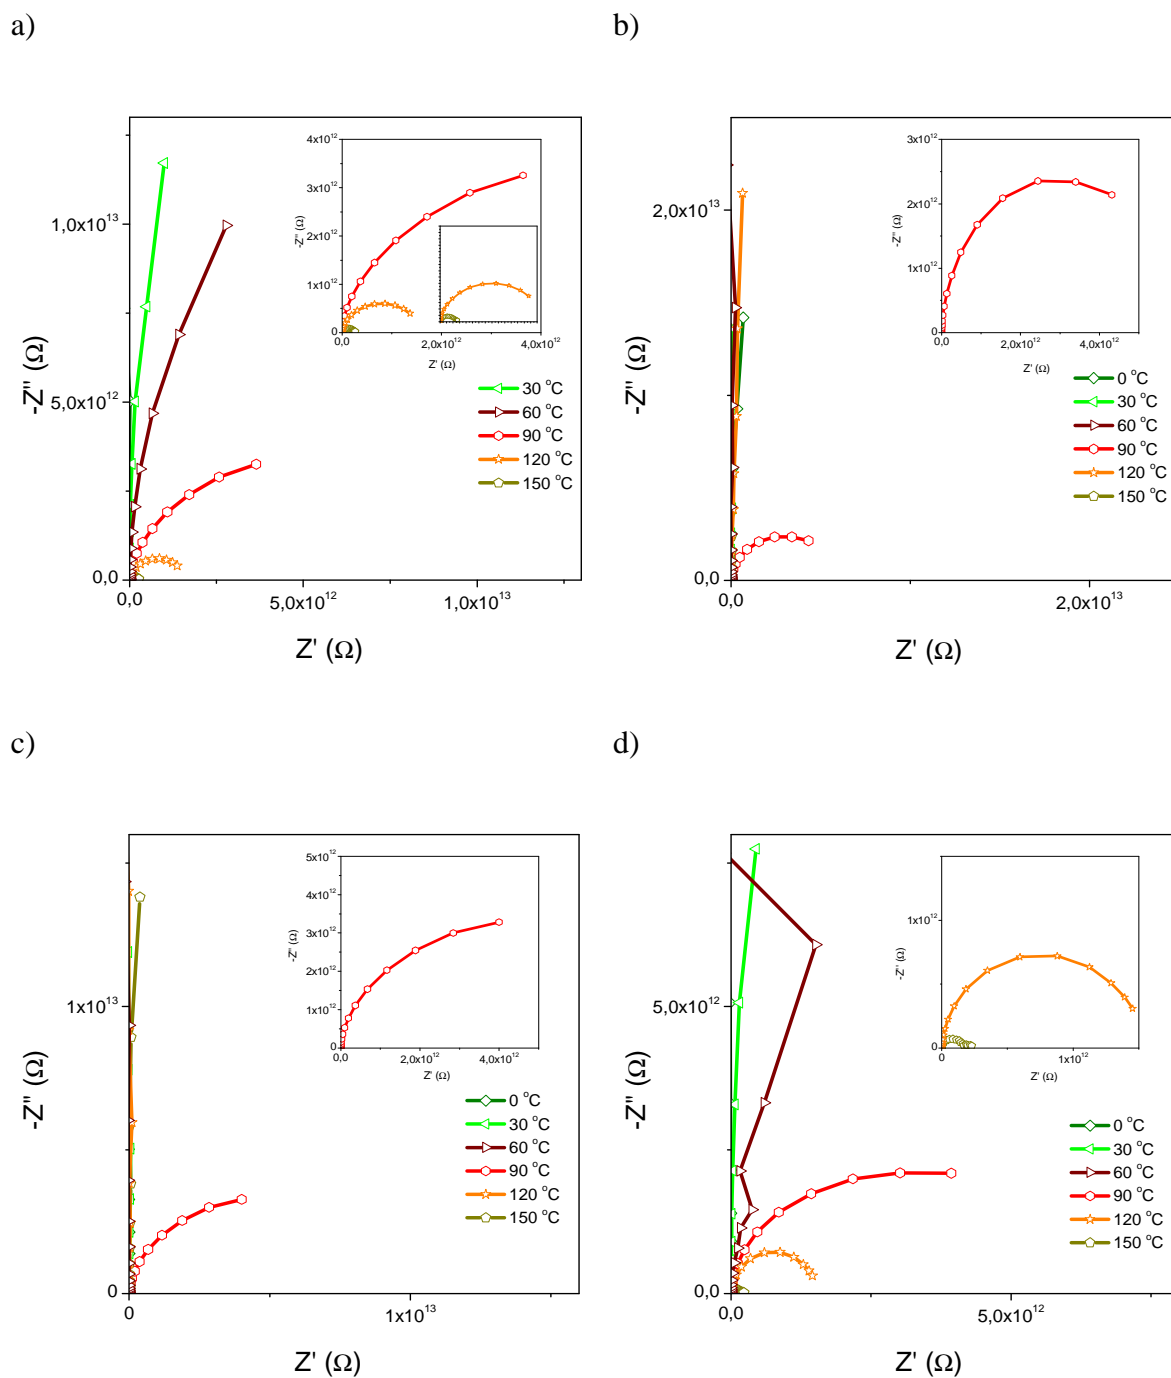 a)
b)
1,0x10¹³
5,0x10¹²
0,0
0,0
5,0x10¹²
1,0x10¹³
-Z'' (Ω)
Z' (Ω)
4x10¹²
3x10¹²
2x10¹²
1x10¹²
0
0,0
2,0x10¹²
4,0x10¹²
-Z'' (Ω)
Z' (Ω)
30 °C
60 °C
90 °C
120 °C
150 °C
2,0x10¹³
0,0
0,0
2,0x10¹³
-Z'' (Ω)
Z' (Ω)
3x10¹²
2x10¹²
1x10¹²
0
0,0
2,0x10¹²
4,0x10¹²
-Z'' (Ω)
Z' (Ω)
0 °C
30 °C
60 °C
90 °C
120 °C
150 °C
c)
d)
1x10¹³
0
0
1x10¹³
-Z'' (Ω)
Z' (Ω)
5x10¹²
4x10¹²
3x10¹²
2x10¹²
1x10¹²
0
0,0
2,0x10¹²
4,0x10¹²
-Z'' (Ω)
Z' (Ω)
0 °C
30 °C
60 °C
90 °C
120 °C
150 °C
5,0x10¹²
0,0
0,0
5,0x10¹²
-Z'' (Ω)
Z' (Ω)
1x10¹²
0
0
1x10¹²
-Z'' (Ω)
Z' (Ω)
0 °C
30 °C
60 °C
90 °C
120 °C
150 °C